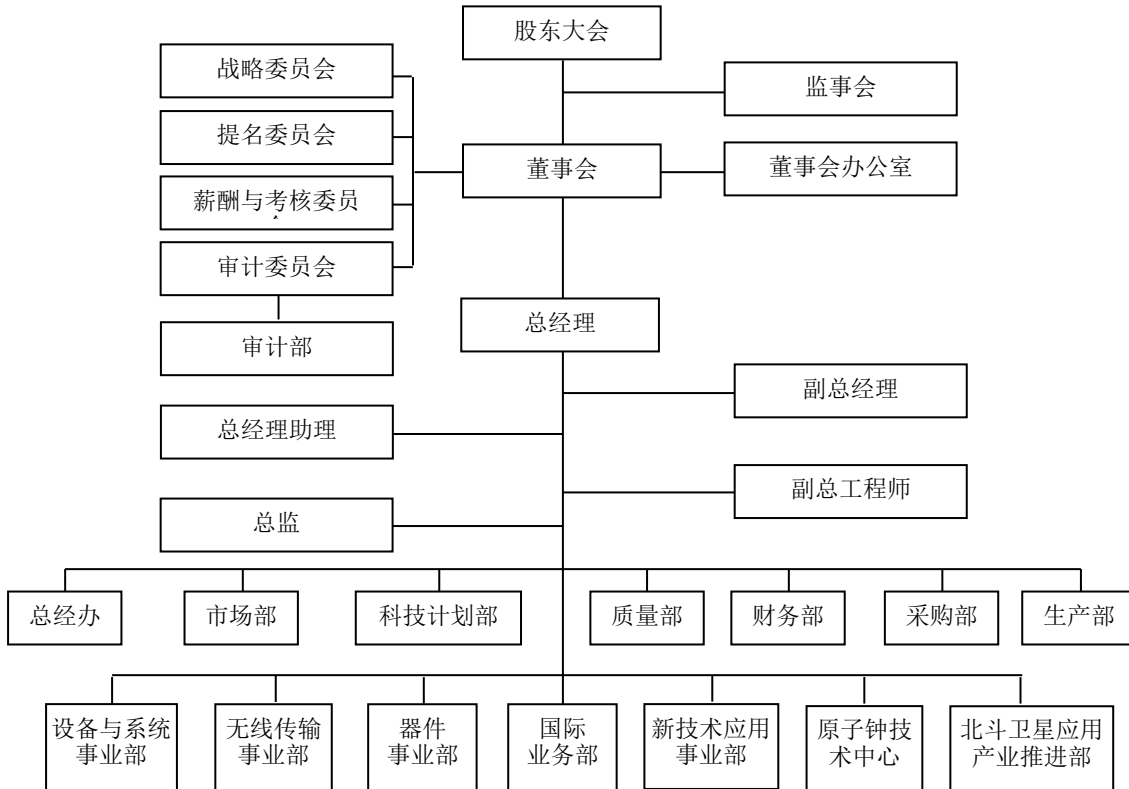 股东大会
战略委员会
监事会
提名委员会
董事会
董事会办公室
薪酬与考核委员
审计委员会
总经理
审计部
副总经理
总经理助理
副总工程师
总监
总经办
市场部
科技计划部
质量部
财务部
采购部
生产部
设备与系统
事业部
无线传输
事业部
器件
事业部
国际
业务部
新技术应用
事业部
原子钟技
术中心
北斗卫星应用
产业推进部